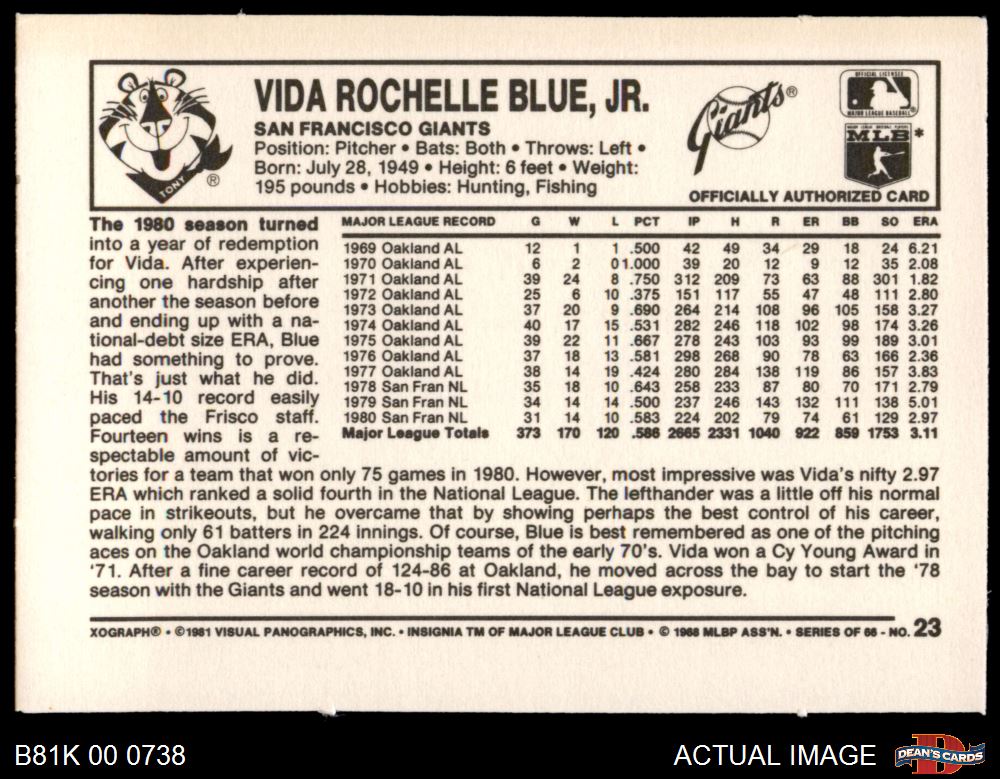 VIDA ROCHELLE BLUE, JR.
SAN FRANCISCO GIANTS
Position: Pitcher • Bats: Both • Throws: Left •
Born: July 28, 1949 • Height: 6 feet • Weight:
195 pounds • Hobbies: Hunting, Fishing
TONY
®
Giants®
OFFICIAL LICENSEE
MAJOR LEAGUE BASEBALL
MLB*
OFFICIALLY AUTHORIZED CARD
The 1980 season turned
into a year of redemption
for Vida. After experien-
cing one hardship after
another the season before
and ending up with a na-
tional-debt size ERA, Blue
had something to prove.
That's just what he did.
His 14-10 record easily
paced the Frisco staff.
Fourteen wins is a re-
spectable amount of vic-
MAJOR LEAGUE RECORD G W L PCT IP H R ER BB SO ERA
1969 Oakland AL 12 1 1 .500 42 49 34 29 18 24 6.21
1970 Oakland AL 6 2 0 1.000 39 20 12 9 12 35 2.08
1971 Oakland AL 39 24 8 .750 312 209 73 63 88 301 1.82
1972 Oakland AL 25 6 10 .375 151 117 55 47 48 111 2.80
1973 Oakland AL 37 20 9 .690 264 214 108 96 105 158 3.27
1974 Oakland AL 40 17 15 .531 282 246 118 102 98 174 3.26
1975 Oakland AL 39 22 11 .667 278 243 103 93 99 189 3.01
1976 Oakland AL 37 18 13 .581 298 268 90 78 63 166 2.36
1977 Oakland AL 38 14 19 .424 280 284 138 119 86 157 3.83
1978 San Fran NL 35 18 10 .643 258 233 87 80 70 171 2.79
1979 San Fran NL 34 14 14 .500 237 246 143 132 111 138 5.01
1980 San Fran NL 31 14 10 .583 224 202 79 74 61 129 2.97
Major League Totals 373 170 120 .586 2665 2331 1040 922 859 1753 3.11
tories for a team that won only 75 games in 1980. However, most impressive was Vida's nifty 2.97
ERA which ranked a solid fourth in the National League. The lefthander was a little off his normal
pace in strikeouts, but he overcame that by showing perhaps the best control of his career,
walking only 61 batters in 224 innings. Of course, Blue is best remembered as one of the pitching
aces on the Oakland world championship teams of the early 70's. Vida won a Cy Young Award in
'71. After a fine career record of 124-86 at Oakland, he moved across the bay to start the '78
season with the Giants and went 18-10 in his first National League exposure.
XOGRAPH® • ©1981 VISUAL PANOGRAPHICS, INC. • INSIGNIA TM OF MAJOR LEAGUE CLUB • © 1968 MLBP ASS'N. • SERIES OF 66 - NO. 23
B81K 00 0738
ACTUAL IMAGE
DEAN'S CARDS